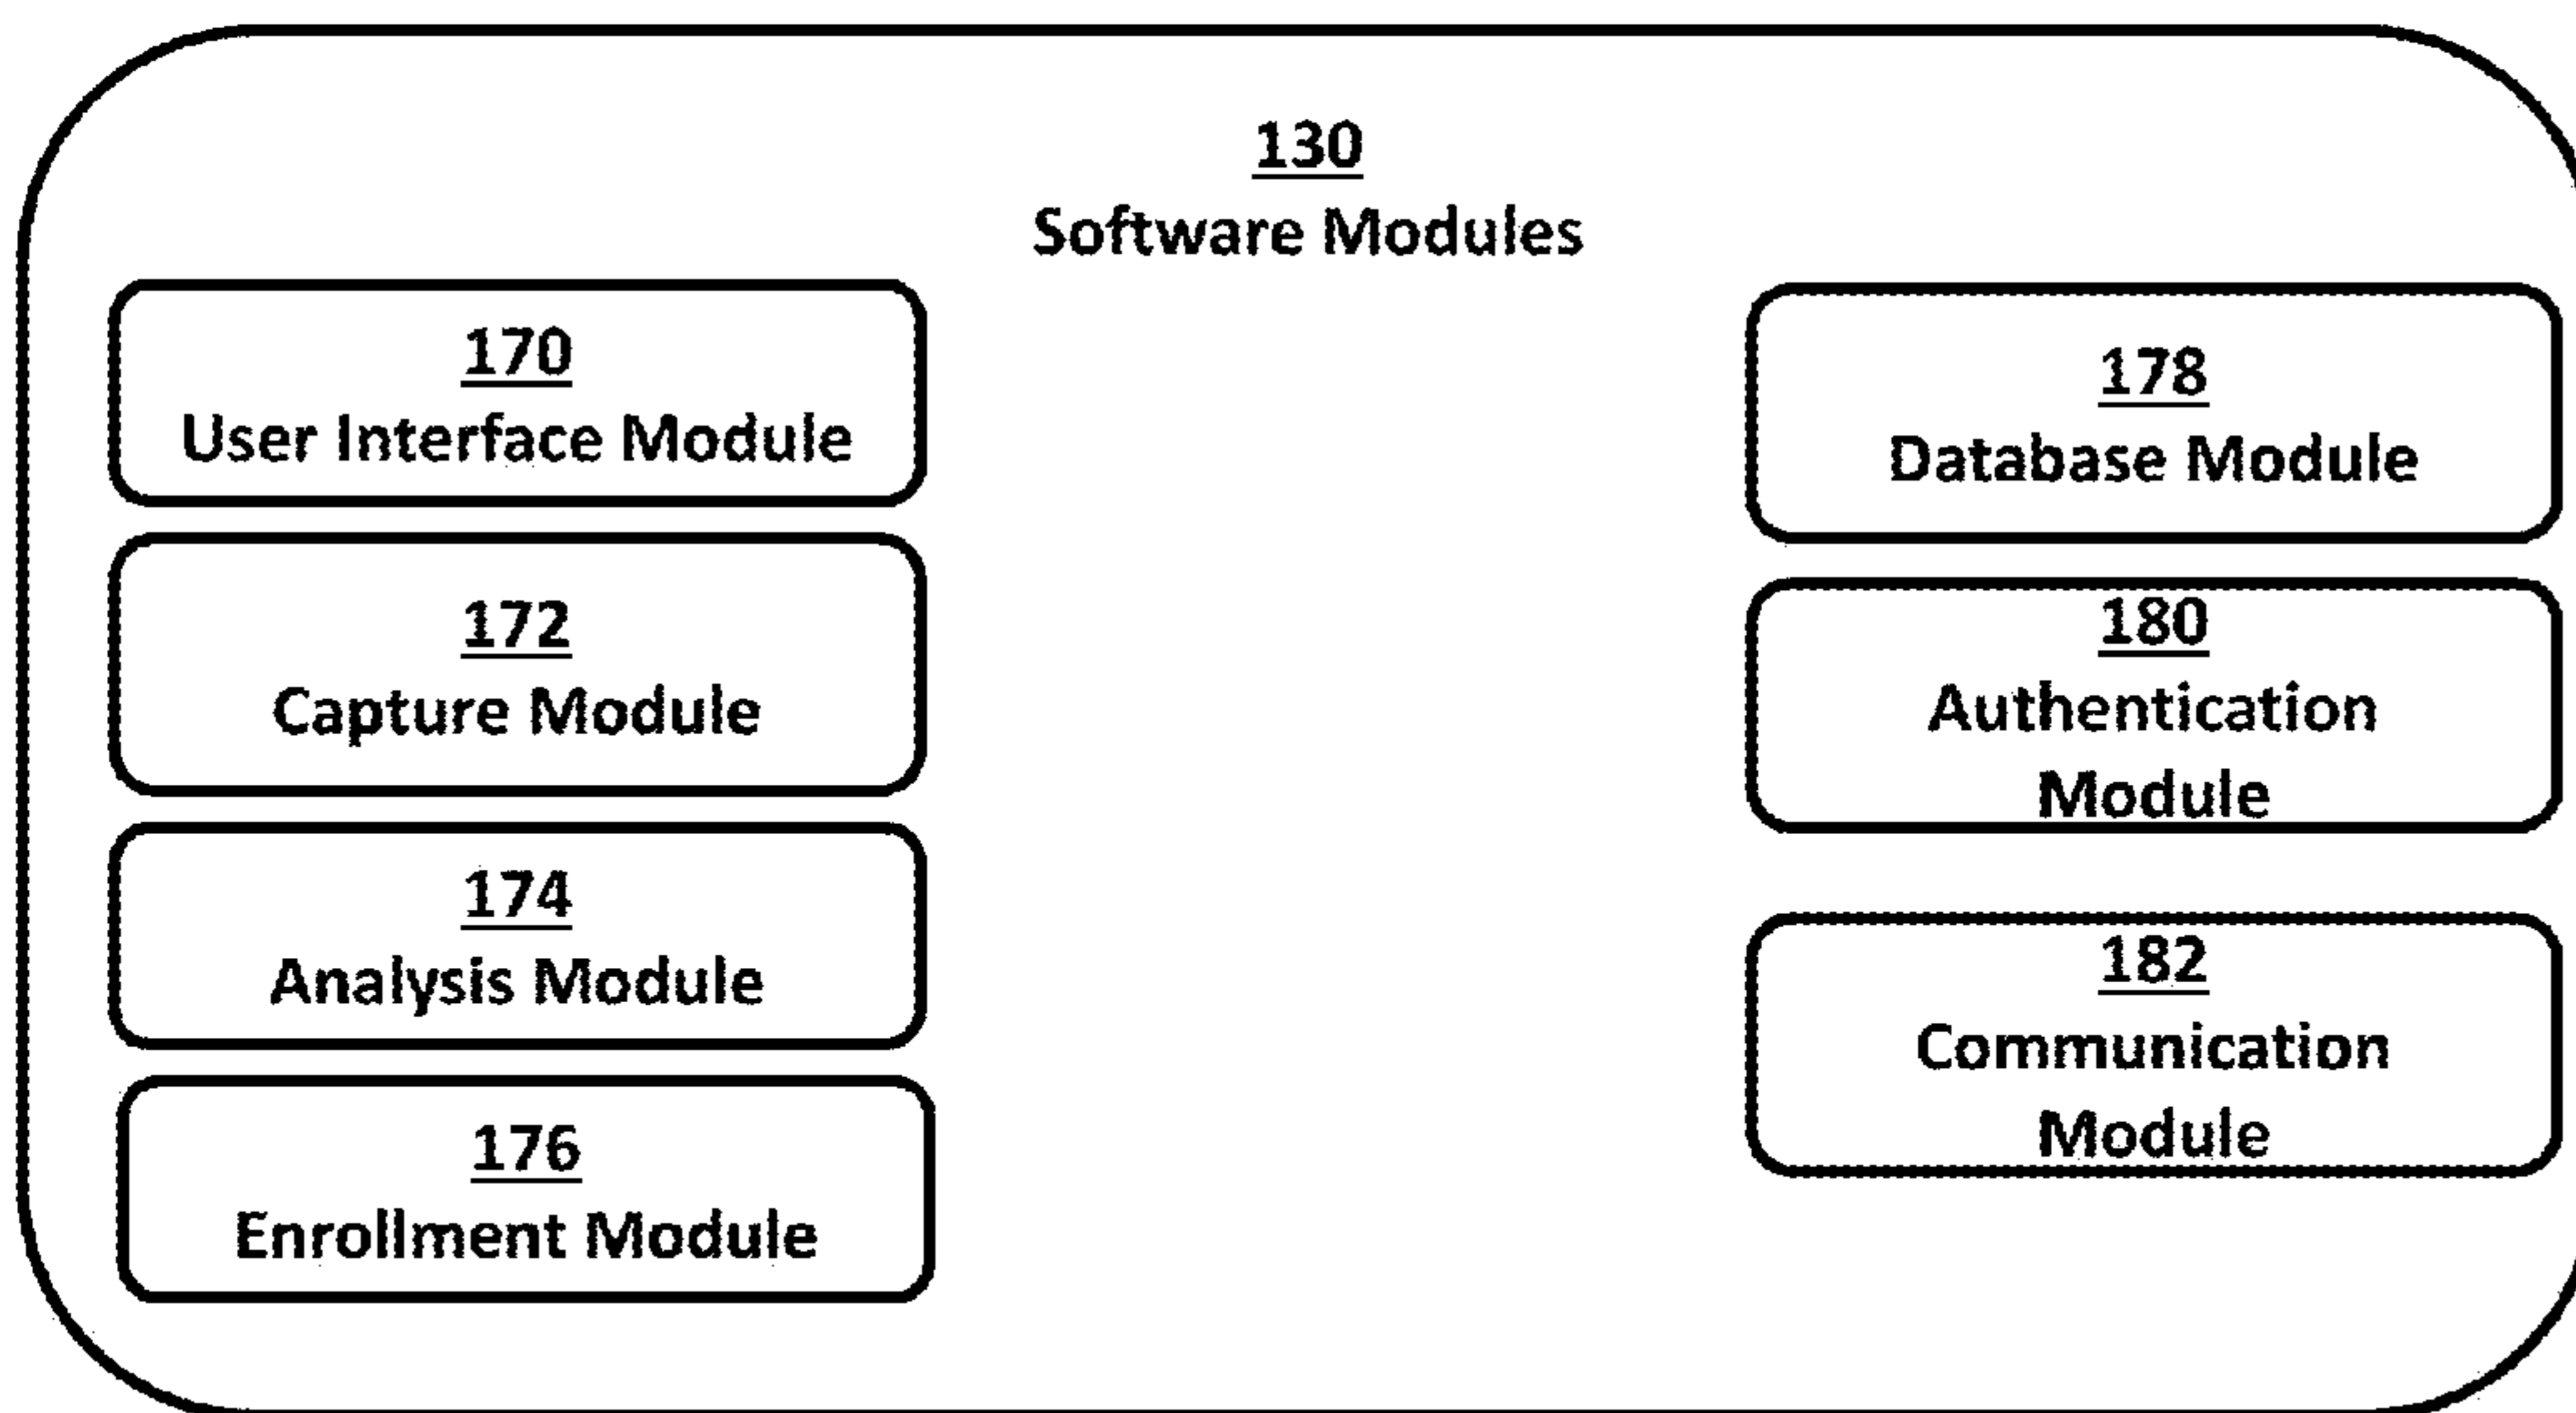 130
Software Modules
170
User Interface Module
172
Capture Module
174
Analysis Module
176
Enrollment Module
178
Database Module
180
Authentication
Module
182
Communication
Module